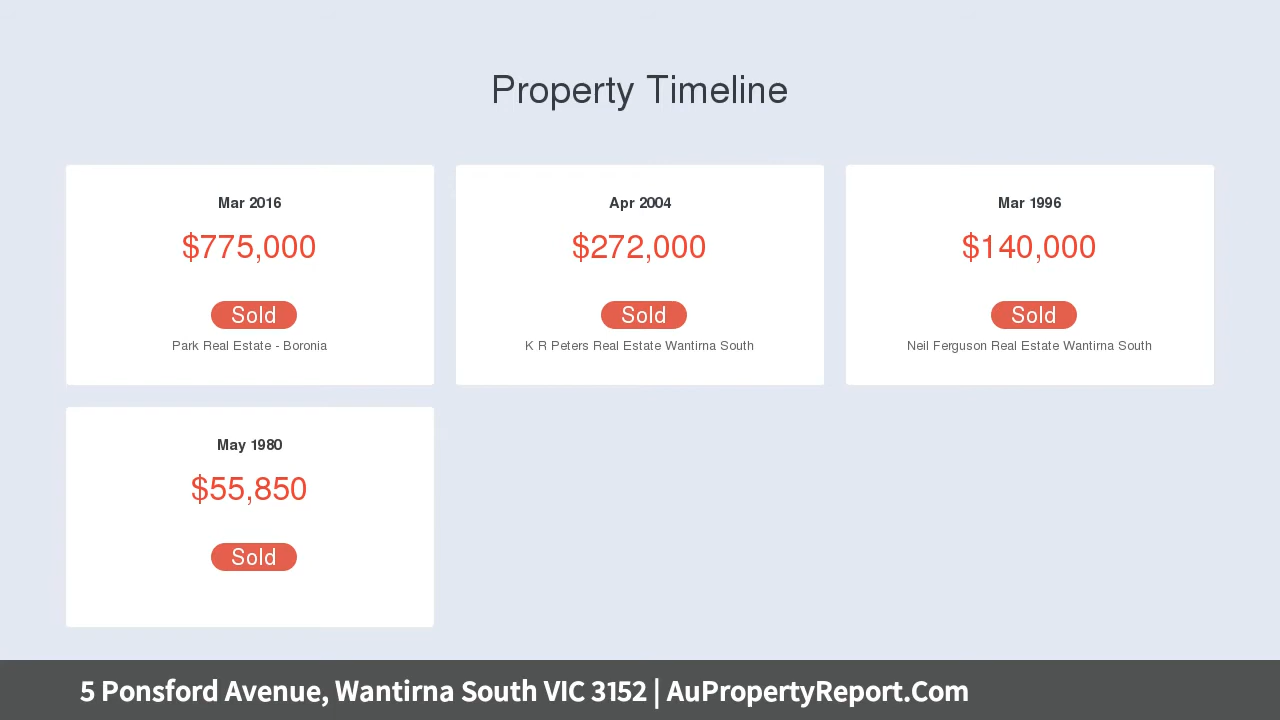 Property Timeline
Mar 2016
$775,000
Sold
Park Real Estate - Boronia
Apr 2004
$272,000
Sold
K R Peters Real Estate Wantirna South
Mar 1996
$140,000
Sold
Neil Ferguson Real Estate Wantirna South
May 1980
$55,850
Sold
5 Ponsford Avenue, Wantirna South VIC 3152 | AuPropertyReport.Com